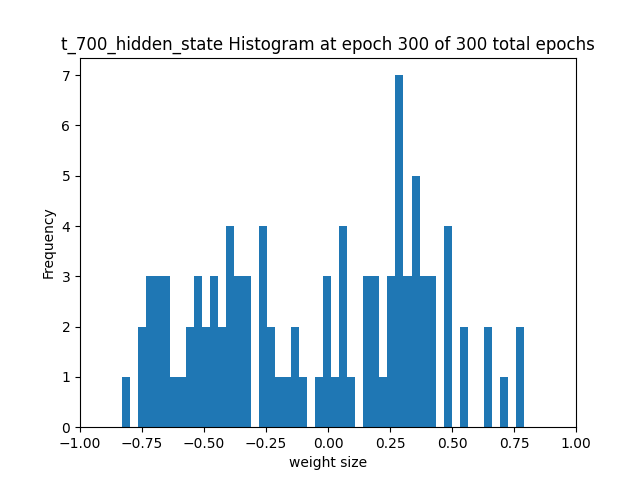 t_700_hidden_state Histogram at epoch 300 of 300 total epochs
7
6
5
4
3
2
1
0
Frequency
−1.00 −0.75 −0.50 −0.25 0.00 0.25 0.50 0.75 1.00
weight size